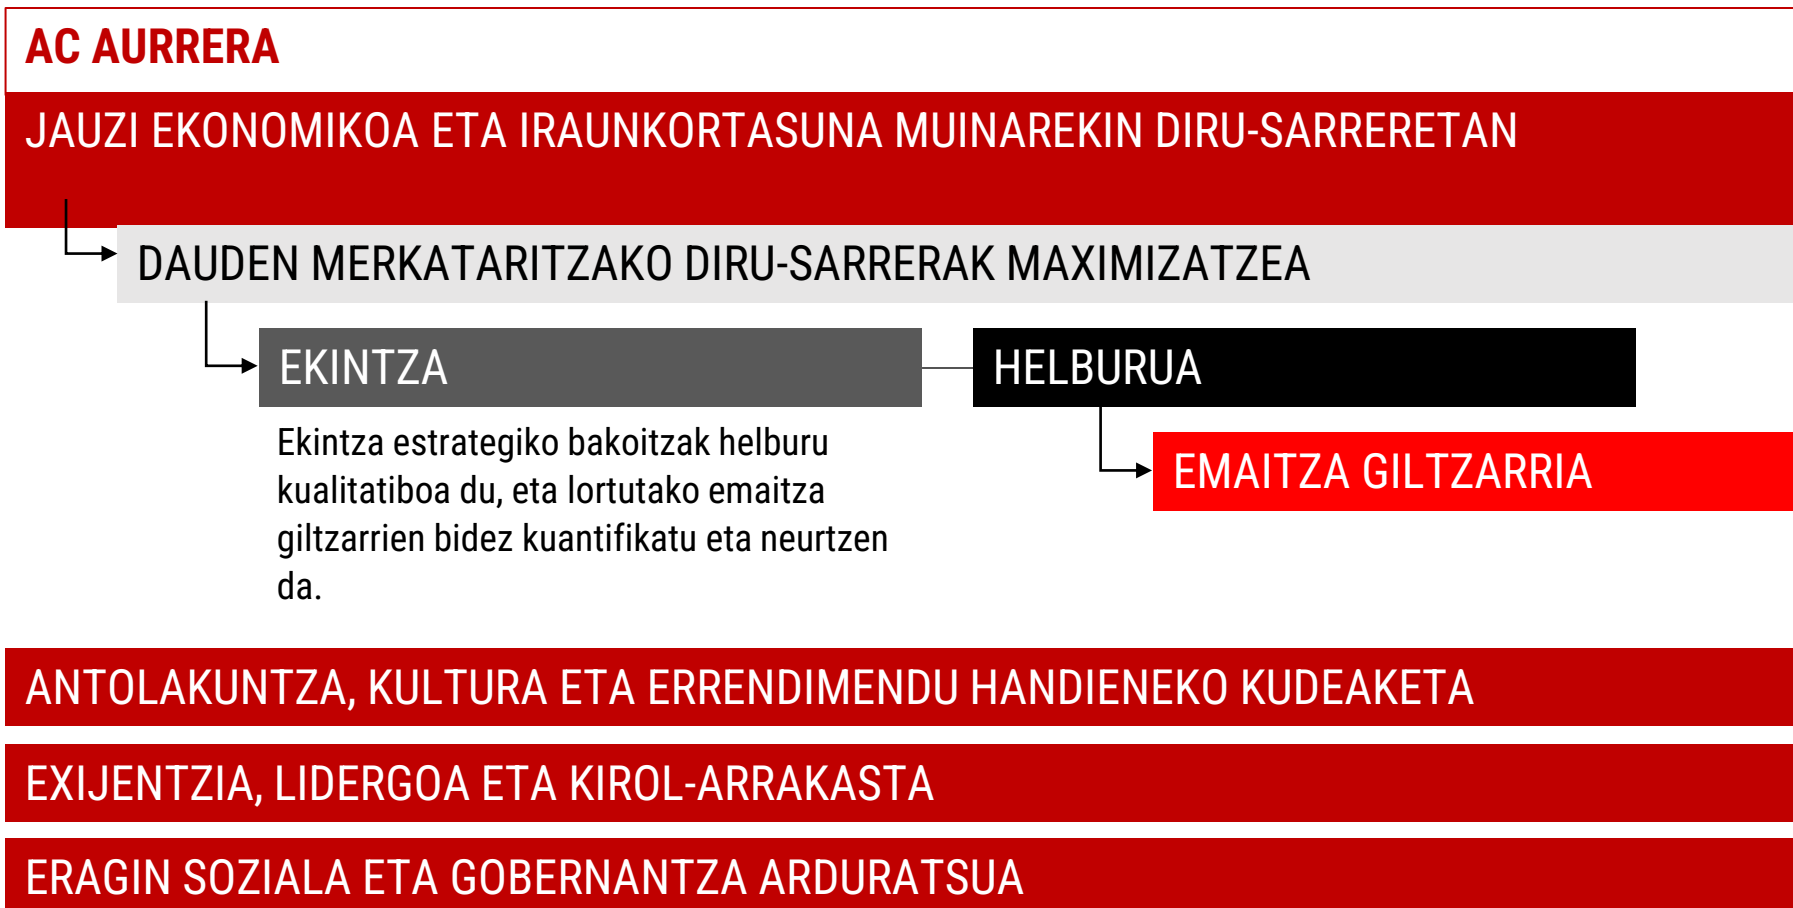 AC AURRERA
JAUZI EKONOMIKOA ETA IRAUNKORTASUNA MUINAREKIN DIRU-SARRERETAN
DAUDEN MERKATARITZAKO DIRU-SARRERAK MAXIMIZATZEA
EKINTZA
HELBURUA
Ekintza estrategiko bakoitzak helburu
kualitatiboa du, eta lortutako emaitza
giltzarrien bidez kuantifikatu eta neurtzen
da.
EMAITZA GILTZARRIA
ANTOLAKUNTZA, KULTURA ETA ERRENDIMENDU HANDIENEKO KUDEAKETA
EXIJENTZIA, LIDERGOA ETA KIROL-ARRAKASTA
ERAGIN SOZIALA ETA GOBERNANTZA ARDURATSUA